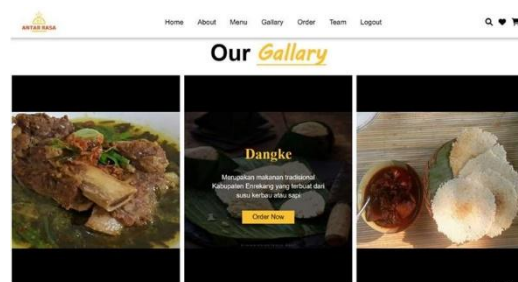 ANTAR RASA
Home About Menu Gallary Order Team Logout
Our Gallary
Dangke
Merupakan makanan tradisional
Kabupaten Enrekang yang terbuat dari
susu kerbau atau sapi
Order Now